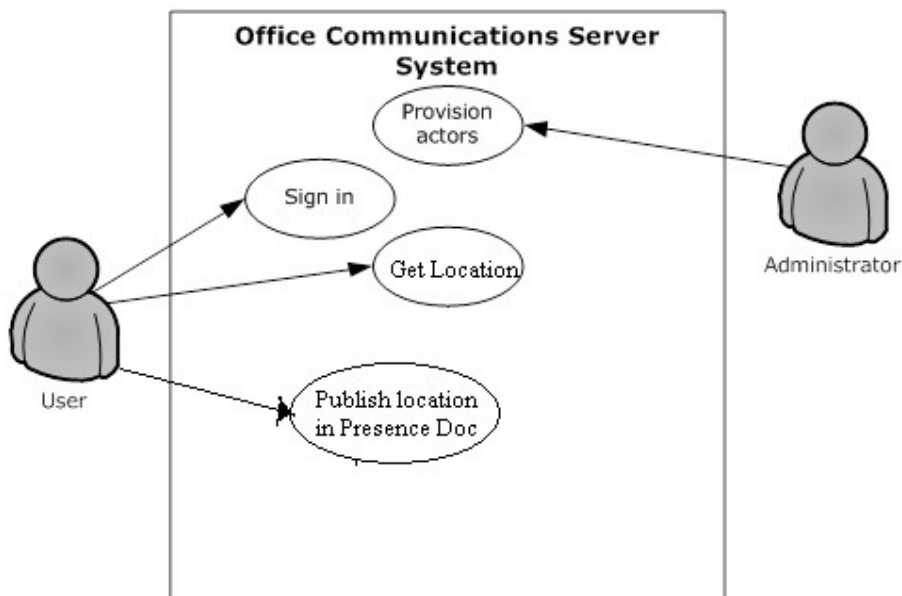 Office Communications Server
System
Provision
actors
Sign in
Get Location
Administrator
User
Publish location
in Presence Doc